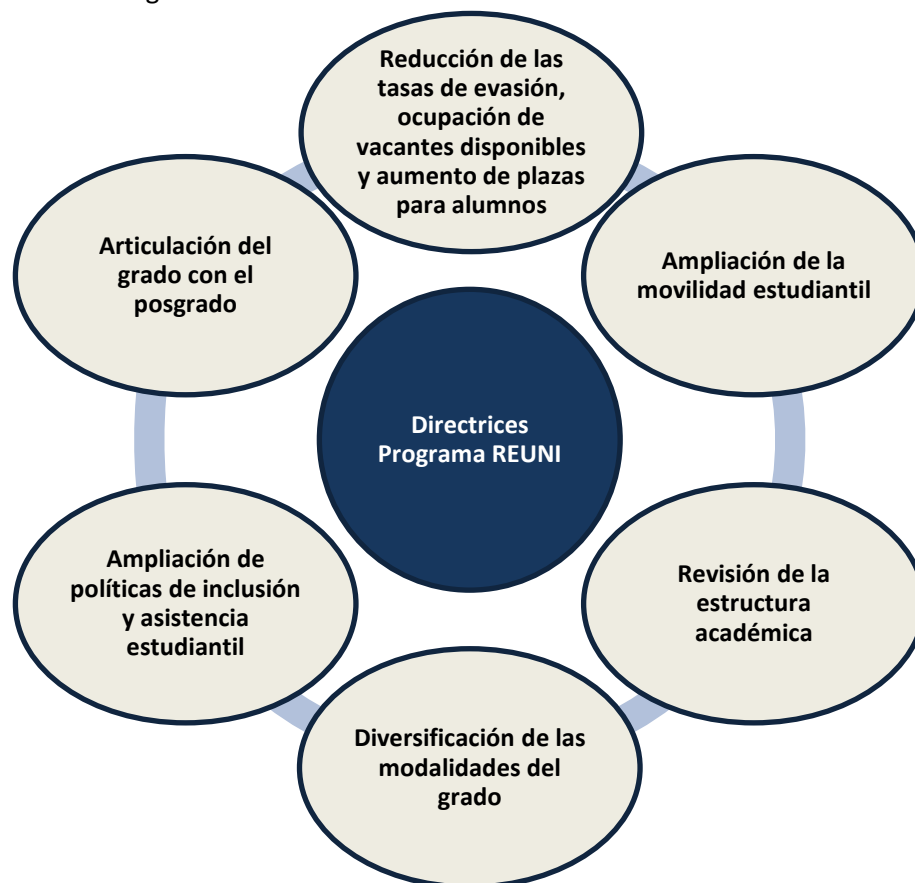 Reducción de las
tasas de evasión,
ocupación de
vacantes disponibles
y aumento de plazas
para alumnos
Ampliación de la
movilidad estudiantil
Revisión de la
estructura
académica
Diversificación de las
modalidades del
grado
Ampliación de
políticas de inclusión
y asistencia
estudiantil
Articulación del
grado con el
posgrado
Directrices
Programa REUNI